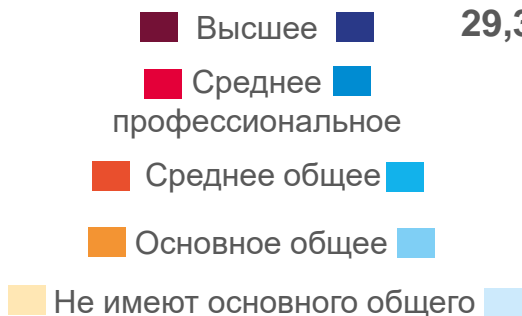 Высшее 29,3
Среднее
профессиональное
Среднее общее
Основное общее
Не имеют основного общего